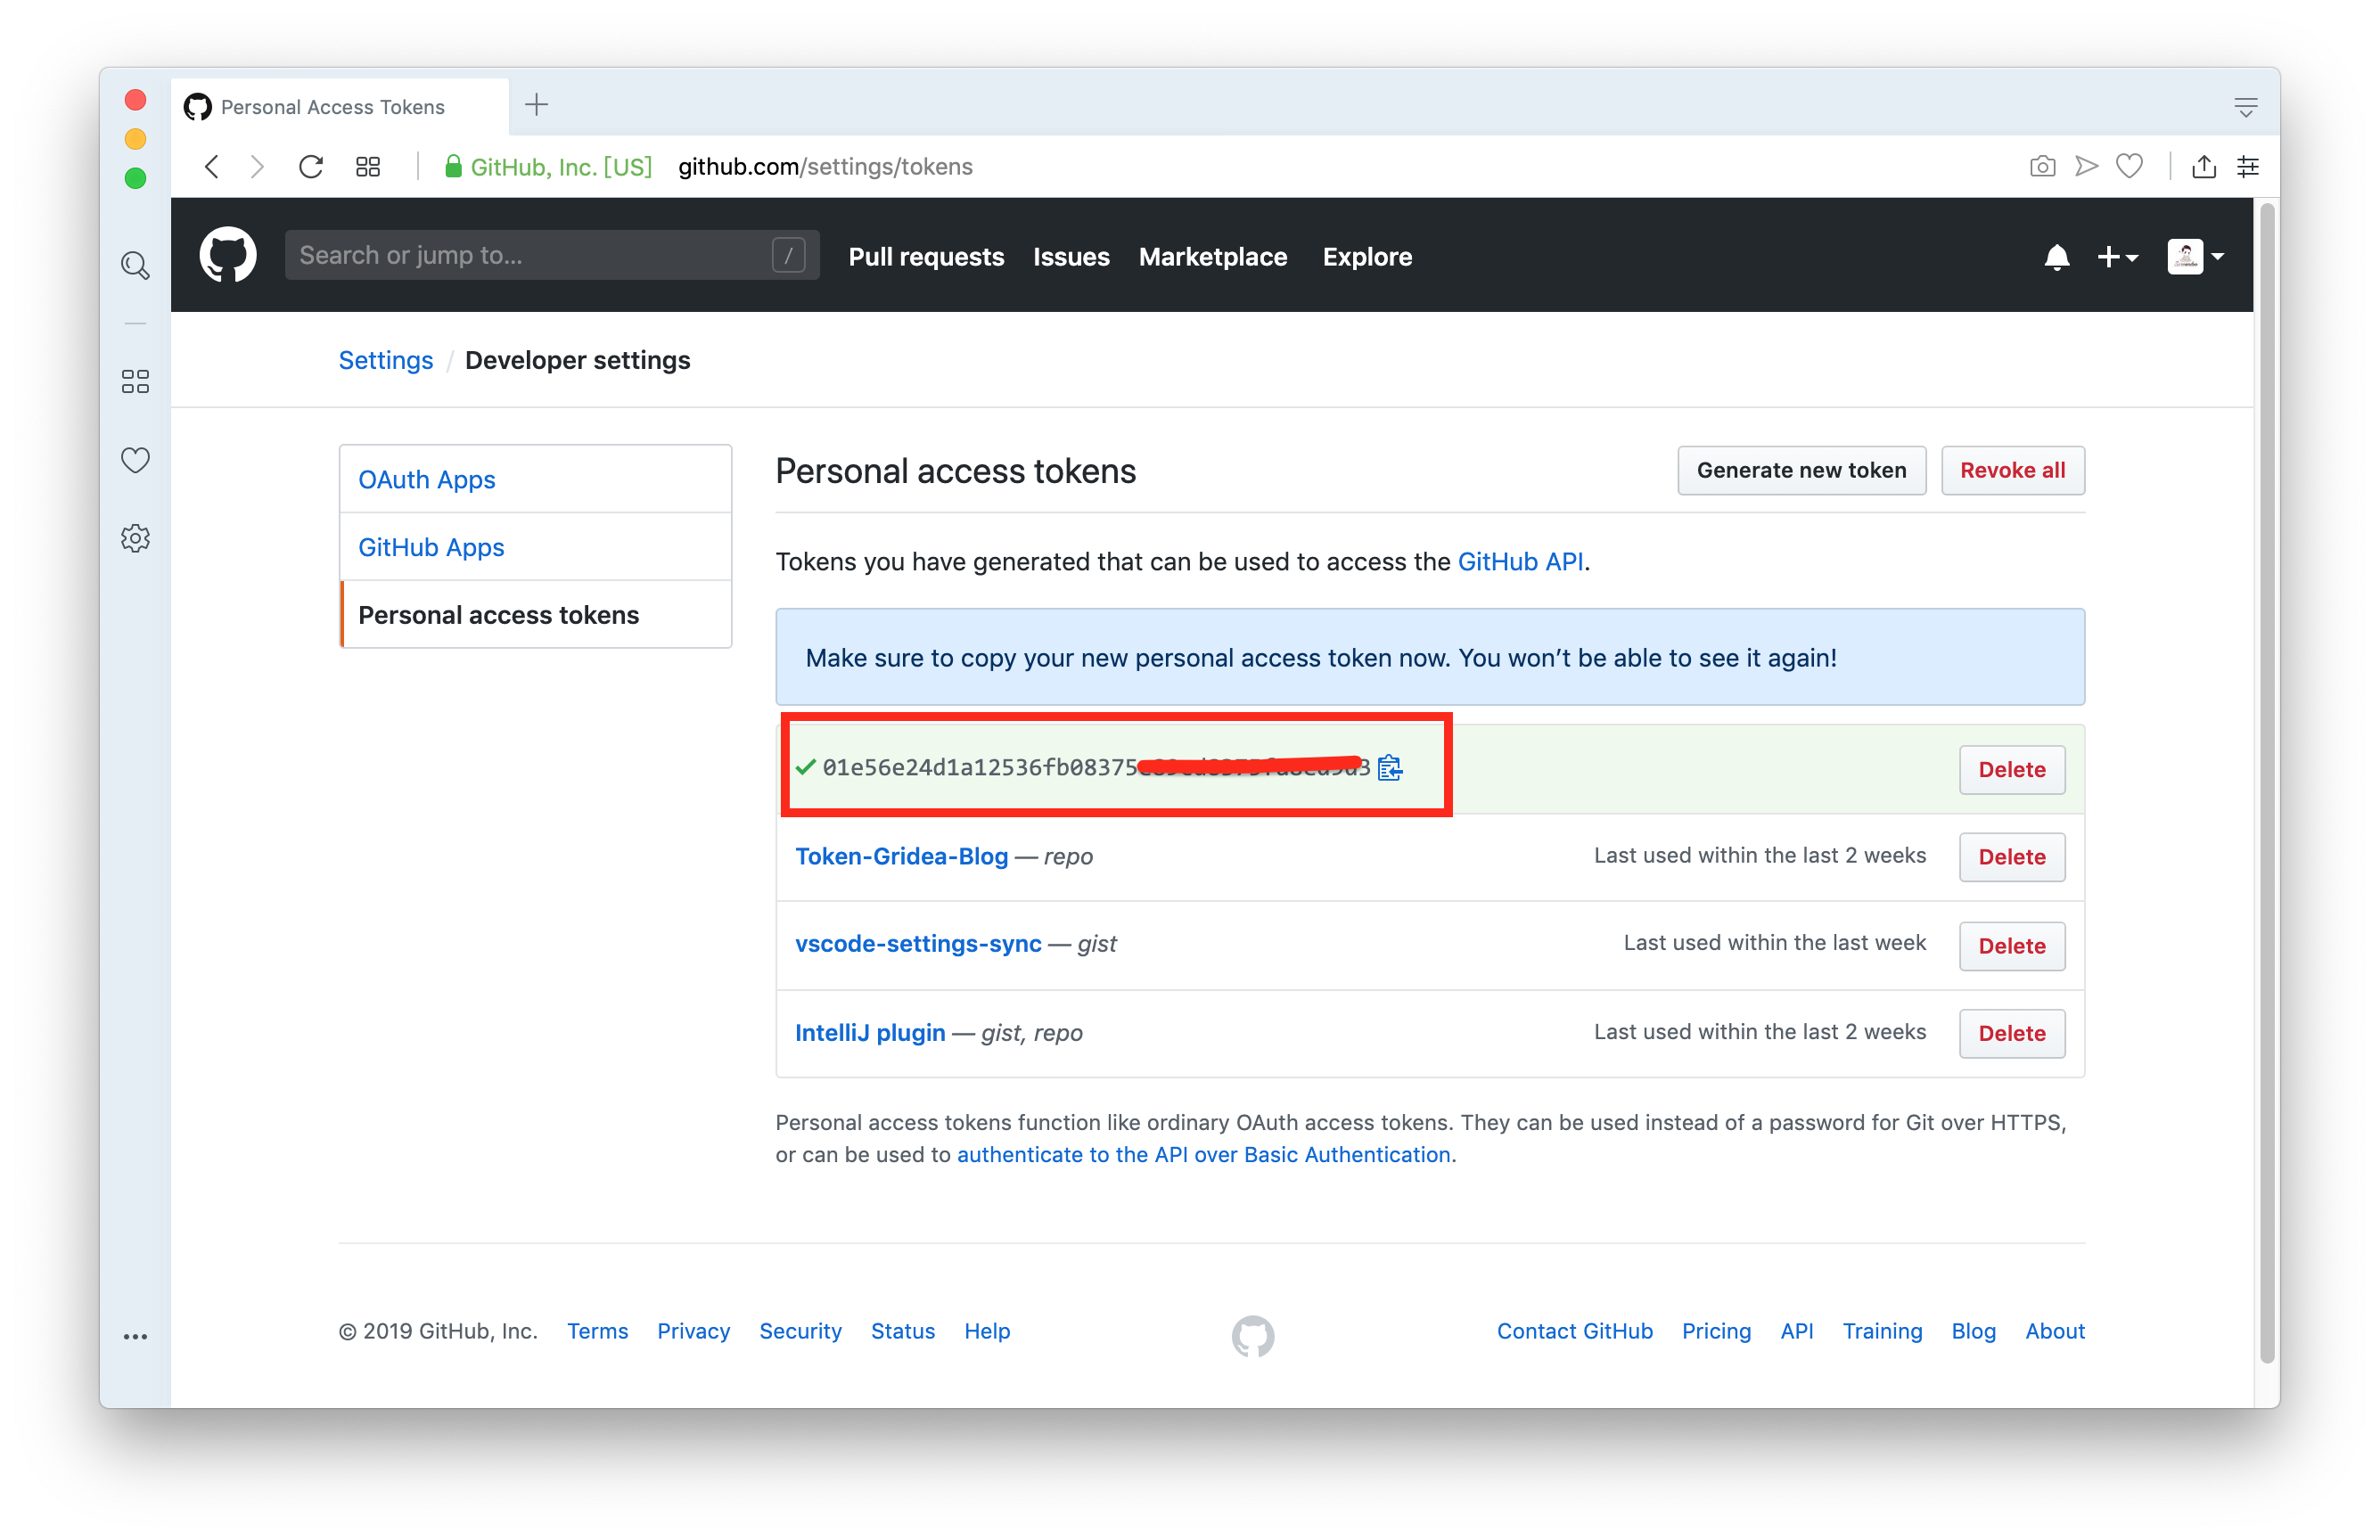 Personal Access Tokens
GitHub, Inc. [US] github.com/settings/tokens
Search or jump to... /
Pull requests Issues Marketplace Explore
Settings / Developer settings
OAuth Apps
GitHub Apps
Personal access tokens
Personal access tokens
Generate new token Revoke all
Tokens you have generated that can be used to access the GitHub API.
Make sure to copy your new personal access token now. You won’t be able to see it again!
01e56e24d1a12536fb08375 Delete
Token-Gridea-Blog — repo Last used within the last 2 weeks Delete
vscode-settings-sync — gist Last used within the last week Delete
IntelliJ plugin — gist, repo Last used within the last 2 weeks Delete
Personal access tokens function like ordinary OAuth access tokens. They can be used instead of a password for Git over HTTPS,
or can be used to authenticate to the API over Basic Authentication.
© 2019 GitHub, Inc. Terms Privacy Security Status Help Contact GitHub Pricing API Training Blog About